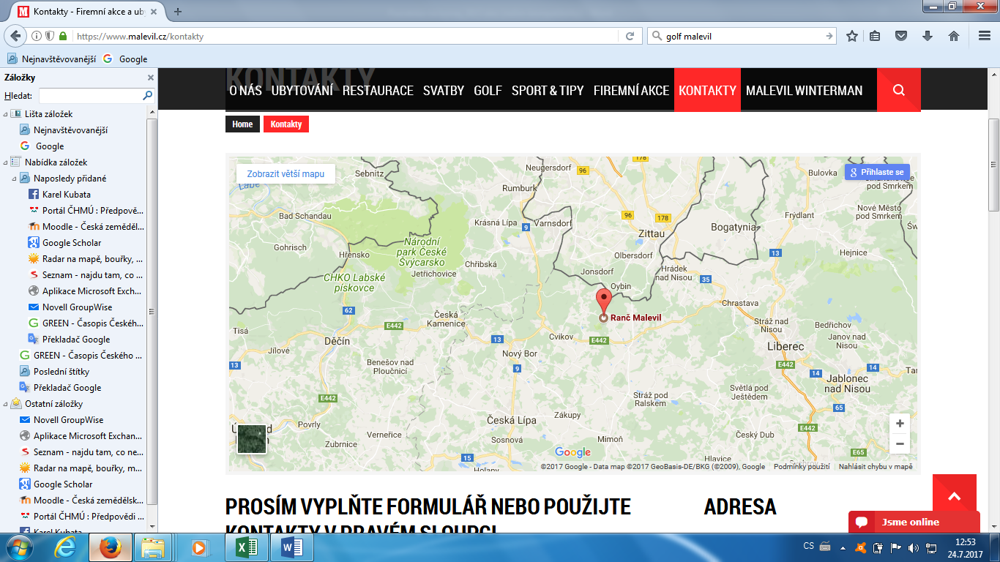 Kontakty - Firemní akce a uby
https://www.malevil.cz/kontakty
golf malevil
Nejnavštěvovanější
Google
Záložky
Hledat:
Lišta záložek
Nejnavštěvovanější
Google
Nabídka záložek
Naposledy přidané
Karel Kubata
Portál ČHMÚ : Předpově...
Moodle - Česká zeměděl...
Google Scholar
Radar na mapě, bouřky, ...
Seznam - najdu tam, co ...
Aplikace Microsoft Exch...
Novell GroupWise
GREEN - Časopis Českéh...
Překladač Google
GREEN - Časopis Českého ...
Poslední štítky
Překladač Google
Ostatní záložky
Novell GroupWise
Aplikace Microsoft Exchan...
Seznam - najdu tam, co ne...
Radar na mapě, bouřky, m...
Google Scholar
Moodle - Česká zemědělsk...
Portál ČHMÚ : Předpovědi ...
Karel Kubata
KONTAKTY
O NÁS UBYTOVÁNÍ RESTAURACE SVATBY GOLF SPORT & TIPY FIREMNÍ AKCE KONTAKTY MALEVIL WINTERMAN
Home Kontakty
Zobrazit větší mapu
Přihlaste se
Labe
Sebnitz
Neugersdorf
178
96
Bulovka
pod Smrkem
Rumburk
Bad Schandau
Krásná Lípa
Varnsdorf
9
96
178
Zittau
Bogatynia
Frýdlant
Nové Město
pod Smrkem
Gohrisch
Hřensko
Národní
park České
Švýcarsko
Chřibská
Jetřichovice
Olbersdorf
Jonsdorf
Oybin
Hrádek
nad Nisou
13
35
Hejnice
CHKO Labské
pískovce
62
Česká
Kamenice
E442
Ranč Malevil
Chrastava
Tisá
Děčín
Jílové
13
Cvikov
E442
Stráž nad
Nisou
Bedřichov
Janov nad
Nisou
Liberec
Nový Bor
9
Benešov nad
Ploučnicí
13
E442
14
14
Jablonec
nad Nisou
E442
Stráž pod
Ralskem
Světlá pod
Ještědem
65
Povrly
Verneřice
Česká Lípa
Zákupy
Zubrnice
Sosnová
Mimoň
Český Dub
E442
15
Holany
Hlavice
E65
Google
©2017 Google - Data map ©2017 GeoBasis-DE/BKG (©2009), Google Podmínky použití Nahlásit chybu v mapě
PROSÍM VYPLŇTE FORMULÁŘ NEBO POUŽIJTE
KONTAKTY V PRAVÉM SLOUPCI
ADRESA
Jsme online
CS
12:53
24.7.2017